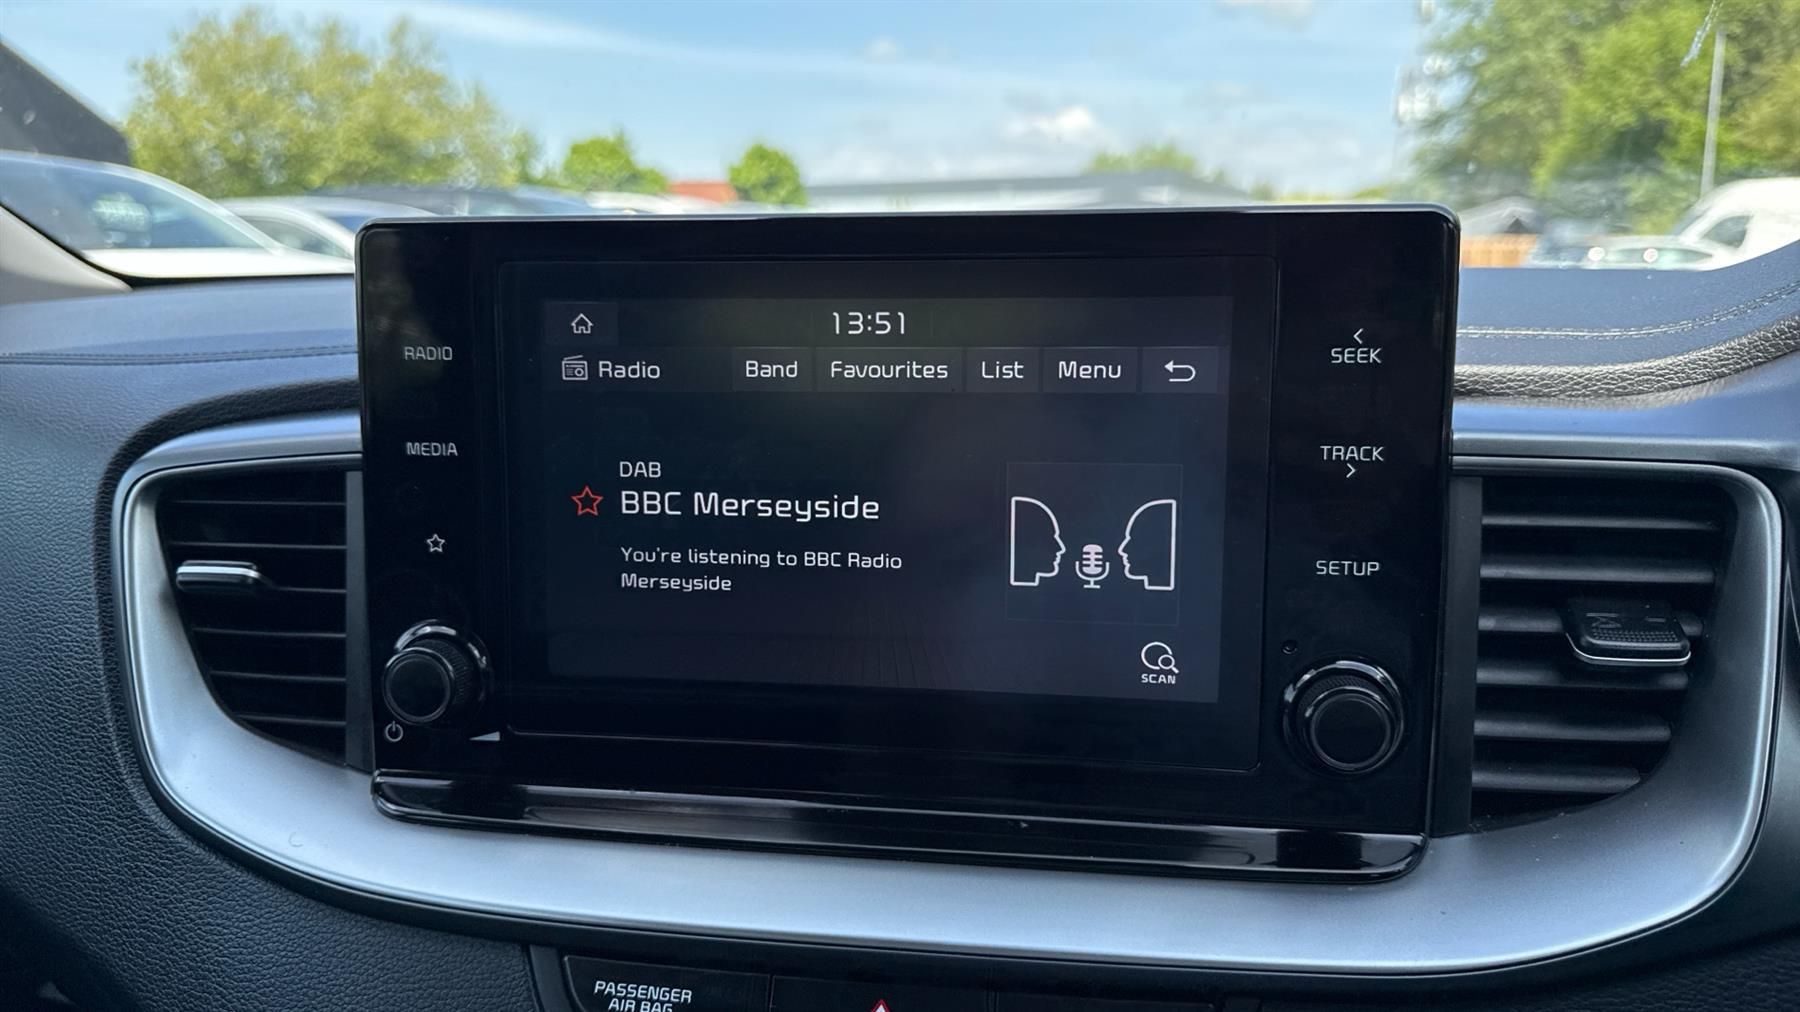 13:51
RADIO
Radio
Band
Favourites
List
Menu
SEEK
MEDIA
TRACK
DAB
BBC Merseyside
You're listening to BBC Radio
Merseyside
SETUP
SCAN
PASSENGER
AIR BAG